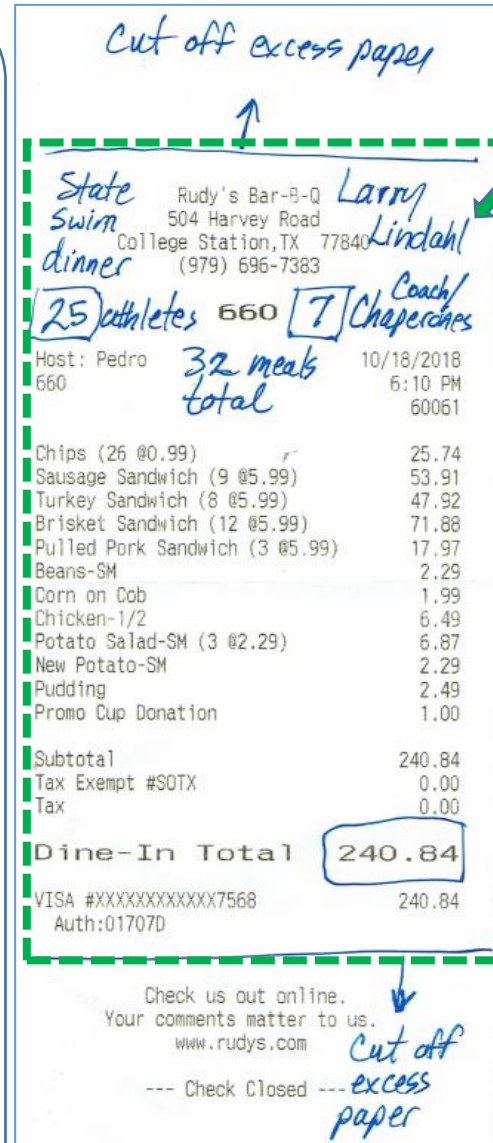 Cut off excess paper
State Swim dinner
Larry Lindahl
Rudy's Bar-B-Q
504 Harvey Road
College Station,TX 77840
(979) 696-7383
25 athletes 660 7 Coach/Chaperones
32 meals total
Host: Pedro 10/18/2018
660 6:10 PM
60061
Chips (26 @0.99) 25.74
Sausage Sandwich (9 @5.99) 53.91
Turkey Sandwich (8 @5.99) 47.92
Brisket Sandwich (12 @5.99) 71.88
Pulled Pork Sandwich (3 @5.99) 17.97
Beans-SM 2.29
Corn on Cob 1.99
Chicken-1/2 6.49
Potato Salad-SM (3 @2.29) 6.87
New Potato-SM 2.29
Pudding 2.49
Promo Cup Donation 1.00
Subtotal 240.84
Tax Exempt #SOTX 0.00
Tax 0.00
Dine-In Total 240.84
VISA #XXXXXXXXXXXX7568 240.84
Auth:01707D
Check us out online.
Your comments matter to us.
www.rudys.com
--- Check Closed ---
Cut off
excess
paper